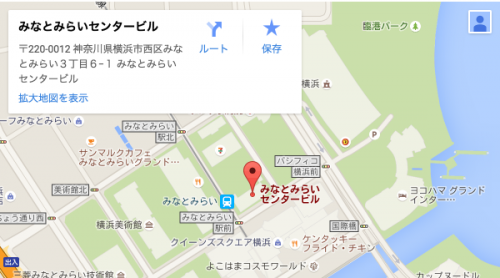 みなとみらいセンタービル
〒220-0012 神奈川県横浜市西区みな
とみらい３丁目６−１ みなとみらい
センタービル
拡大地図を表示
ルート
保存
臨港パーク
みなとみらい
駅北
ーフみなとみらい
サンマルクカフェ
みなとみらいグランド...
横浜
パシフィコ
横浜前
P
美術館北
みなとみらい
みなとみらい
センタービル
ヨコハマ グランド
インター...
ちょう通り西
横浜美術館
みなとみらい
駅前
国際橋
クイーンズスクエア横浜
ケンタッキー
フライド・チキン
出入
三菱みなとみらい技術館
よこはまコスモワールド
カップヌードル